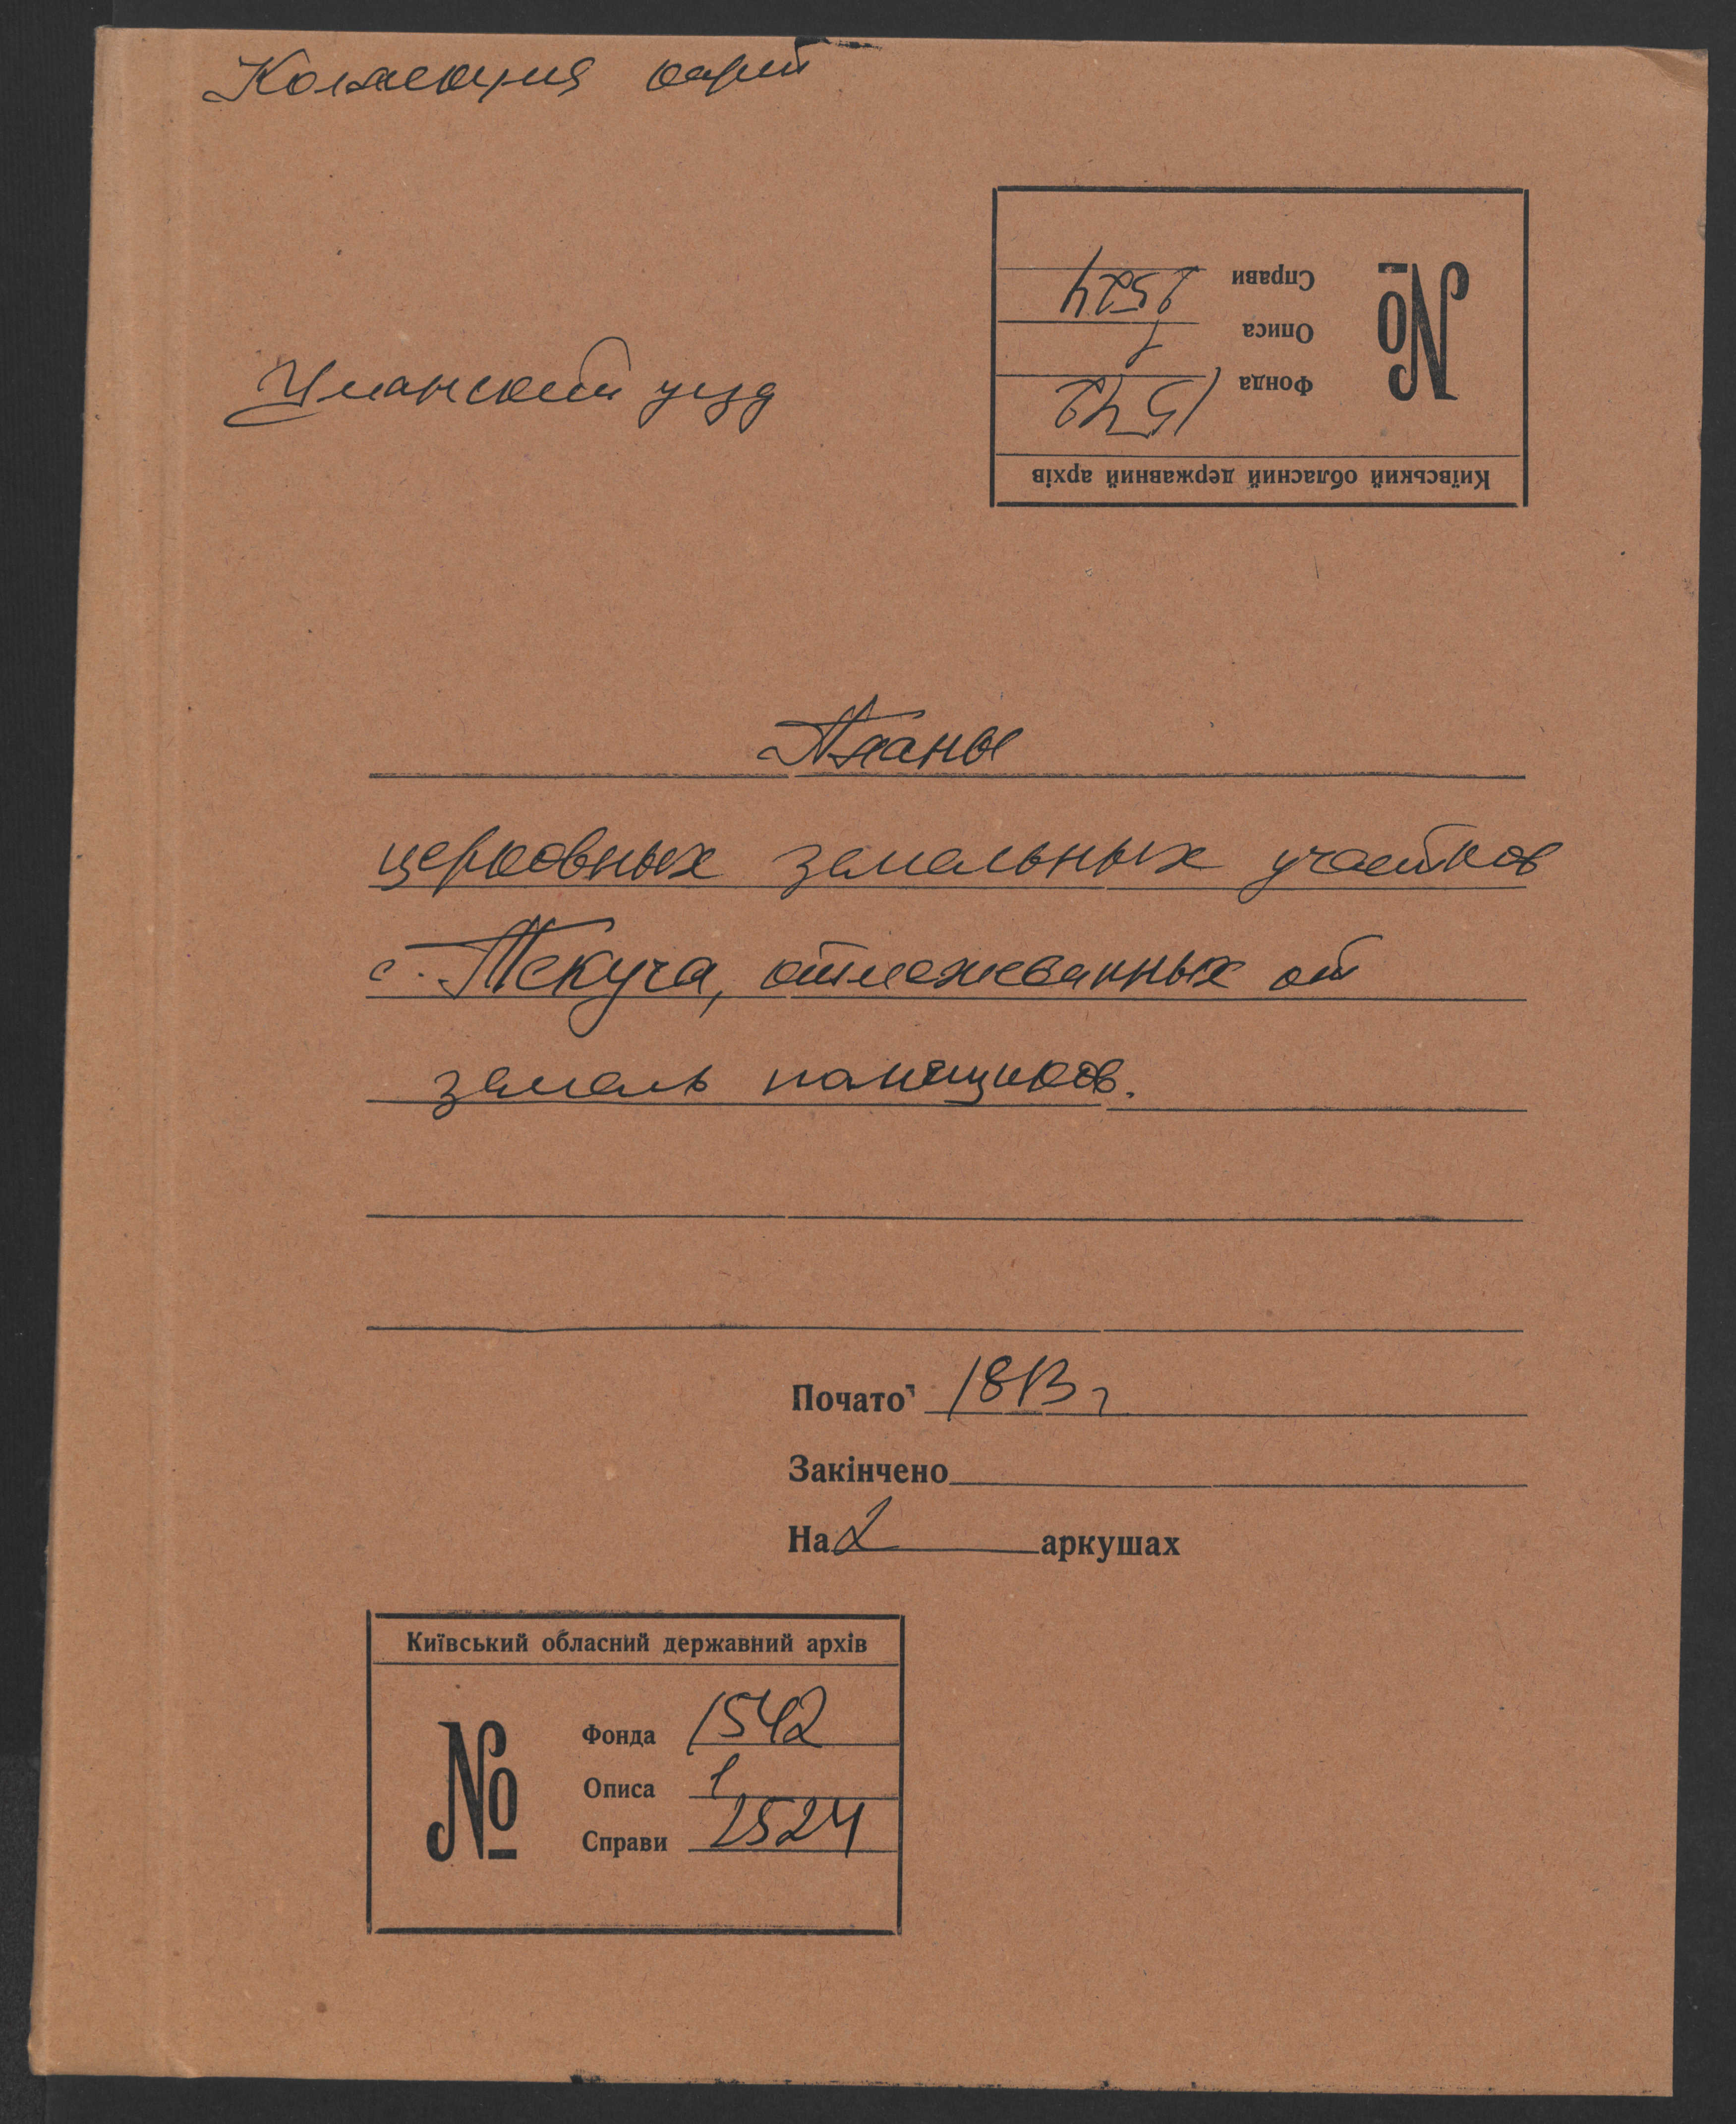 Коллекция карт
Справи 2524
Описа 1
Фонда 1542
№
Київський обласний державний архів
Уманский уезд
Планы
церковных земельных участков
с. Текуча, отмежеванных от
земель помещиков.
Почато 1813 г
Закінчено
На 2 аркушах
Київський обласний державний архів
№
Фонда 1542
Описа 1
Справи 2524